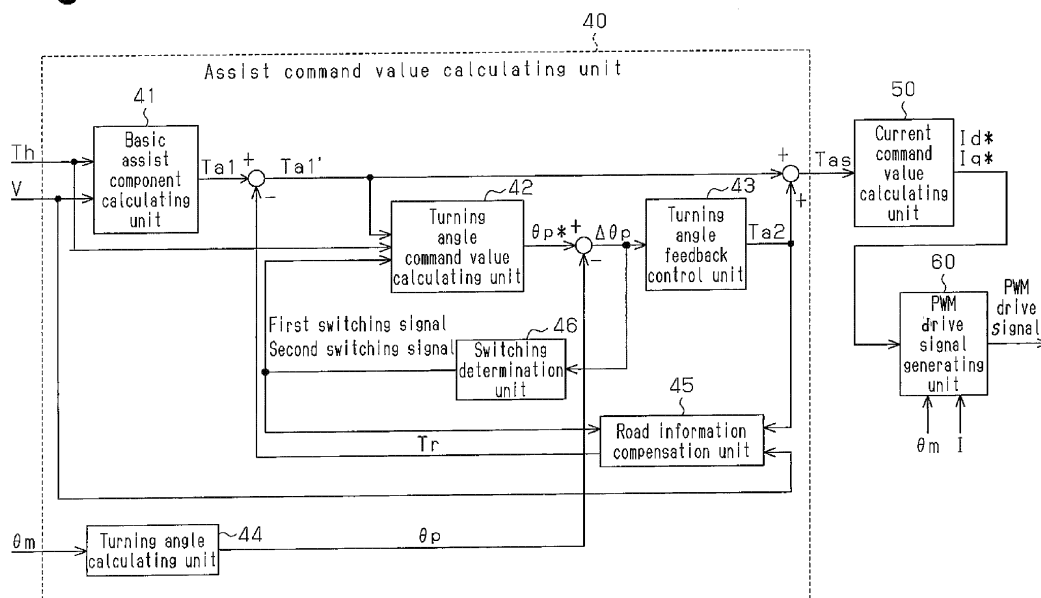 40
Assist command value calculating unit
41
Basic
assist
component
calculating
unit
Th
V
Ta1
+
-
Ta1'
42
Turning
angle
command value
calculating unit
θp*
+
-
Δθp
43
Turning
angle
feedback
control unit
Ta2
+
+
Tas
50
Current
command
value
calculating
unit
Id*
Iq*
60
PWM
drive
signal
generating
unit
PWM
drive
signal
θm
I
First switching signal
Second switching signal
46
Switching
determination
unit
45
Road information
compensation unit
Tr
θm
Turning angle
calculating unit
44
θp